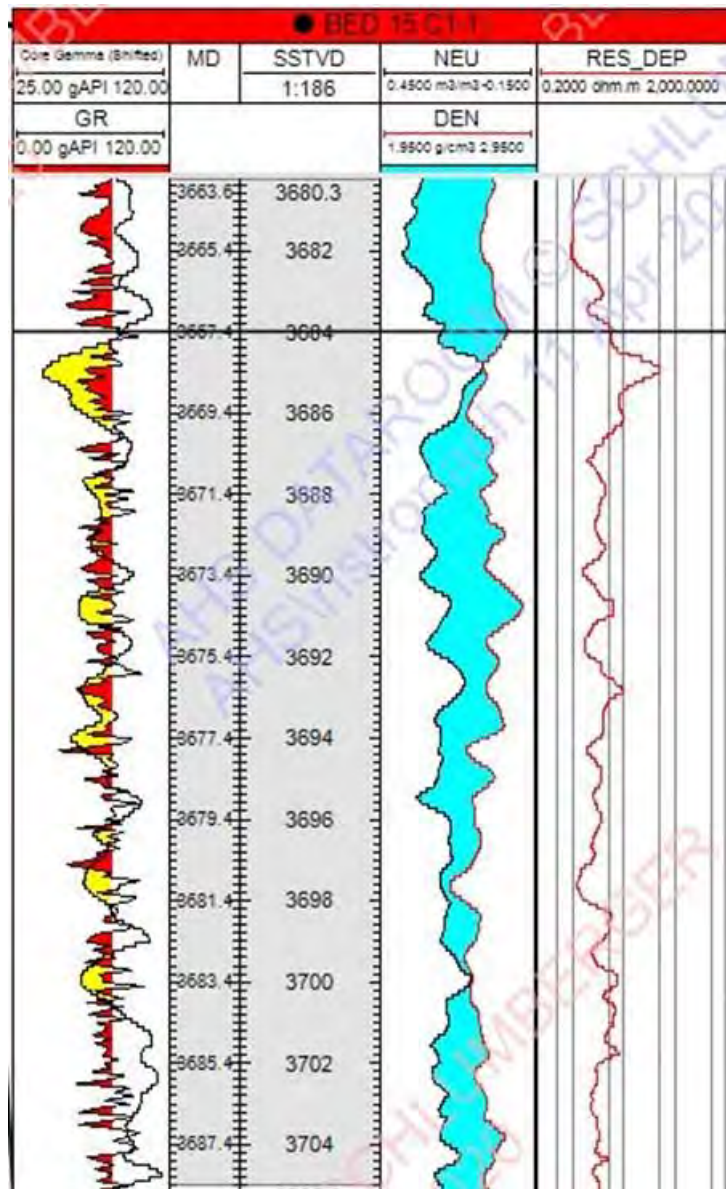 BED 15 C1-1
Core Gamma (Shifted) MD SSTVD NEU RES_DEP
25.00 gAPI 120.00 1:186 0.4500 m3/m3 -0.1500 0.2000 ohm.m 2,000.0000
GR DEN
0.00 gAPI 120.00 1.9500 g/cm3 2.9500
3663.6 3680.3
3665.4 3682
3667.4 3684
3669.4 3686
3671.4 3688
3673.4 3690
3675.4 3692
3677.4 3694
3679.4 3696
3681.4 3698
3683.4 3700
3685.4 3702
3687.4 3704
AHS DATAROOM © SCHLU
11 Apr 20
SCHLUMBERGER